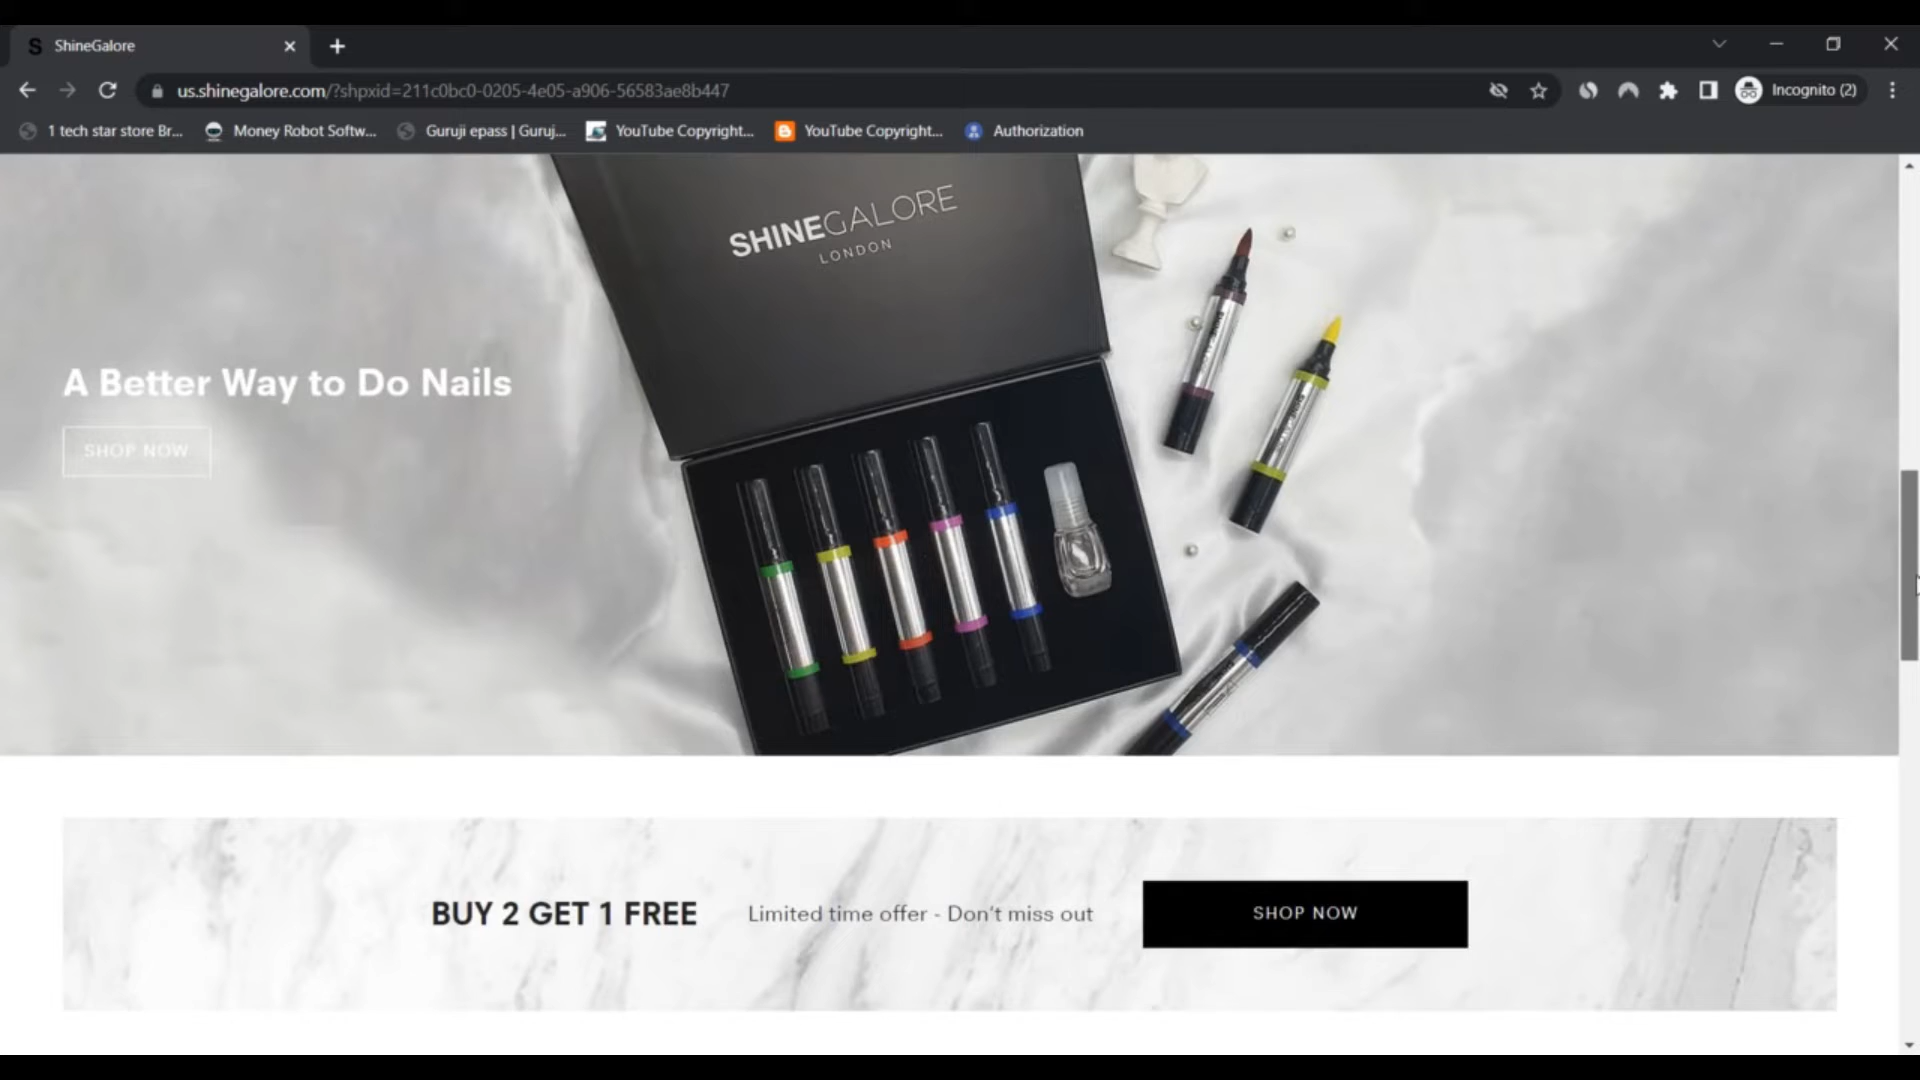 ShineGalore
us.shinegalore.com/?shpxid=211c0bc0-0205-4e05-a906-56583ae8b447
Incognito (2)
1 tech star store Br...
Money Robot Softw...
Guruji epass | Guruj...
YouTube Copyright...
YouTube Copyright...
Authorization
SHINEGALORE
LONDON
A Better Way to Do Nails
SHOP NOW
BUY 2 GET 1 FREE
Limited time offer - Don't miss out
SHOP NOW